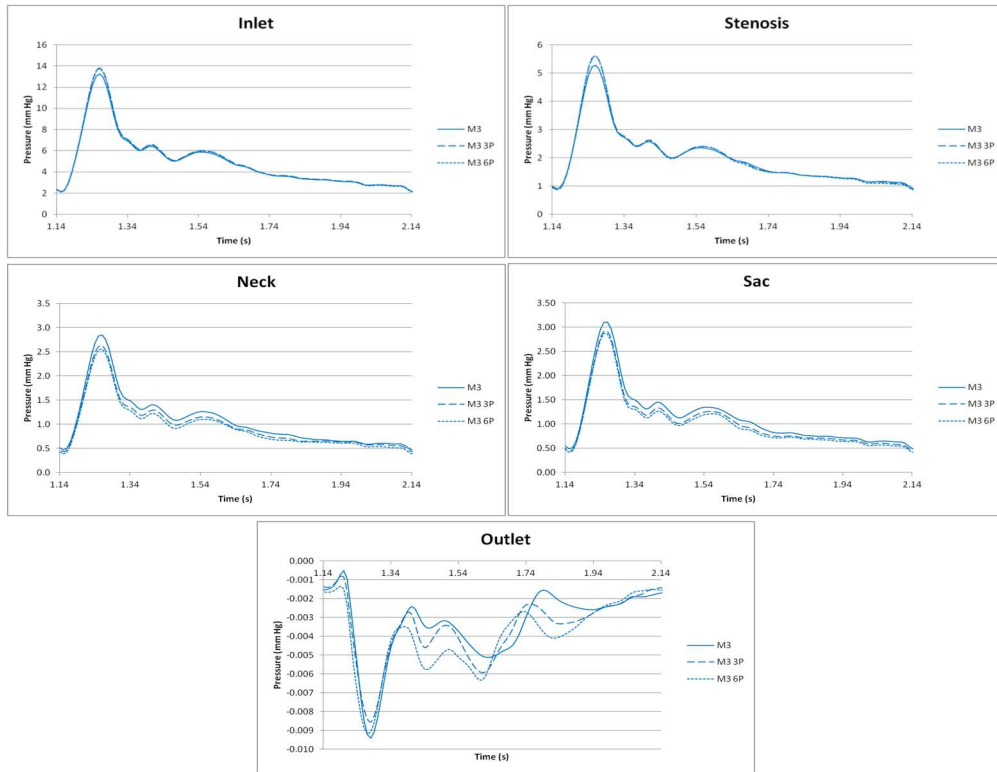 Inlet
Pressure (mm Hg)
16
14
12
10
8
6
4
2
0
1.14 1.34 1.54 1.74 1.94 2.14
Time (s)
M3
M3 3P
M3 6P
Stenosis
Pressure (mm Hg)
6
5
4
3
2
1
0
1.14 1.34 1.54 1.74 1.94 2.14
Time (s)
M3
M3 3P
M3 6P
Neck
Pressure (mm Hg)
3.5
3.0
2.5
2.0
1.5
1.0
0.5
0.0
1.14 1.34 1.54 1.74 1.94 2.14
Time (s)
M3
M3 3P
M3 6P
Sac
Pressure (mm Hg)
3.50
3.00
2.50
2.00
1.50
1.00
0.50
0.00
1.14 1.34 1.54 1.74 1.94 2.14
Time (s)
M3
M3 3P
M3 6P
Outlet
Pressure (mm Hg)
0.000
-0.001
-0.002
-0.003
-0.004
-0.005
-0.006
-0.007
-0.008
-0.009
-0.010
1.14 1.34 1.54 1.74 1.94 2.14
Time (s)
M3
M3 3P
M3 6P